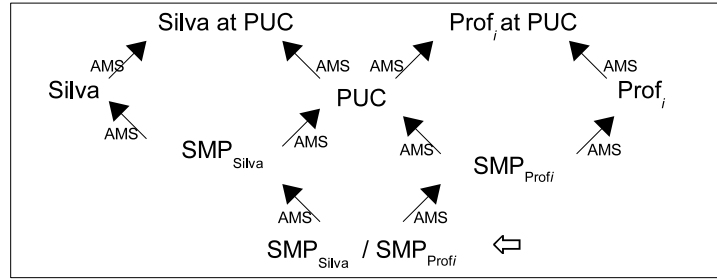 Silva at PUC Prof_i at PUC
AMS AMS AMS AMS
Silva PUC Prof_i
AMS AMS AMS AMS
SMP_Silva SMP_Profi
AMS AMS
SMP_Silva / SMP_Profi